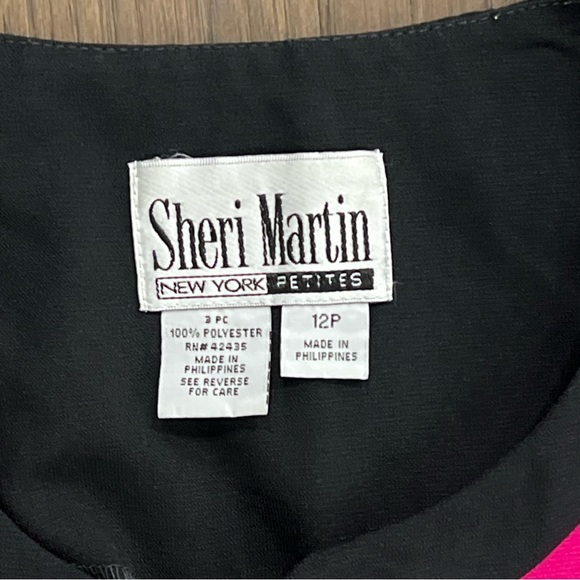 Sheri Martin
NEW YORK PETITES
3 PC
100% POLYESTER
RN# 42435
MADE IN
PHILIPPINES
SEE REVERSE
FOR CARE
12P
MADE IN
PHILIPPINES